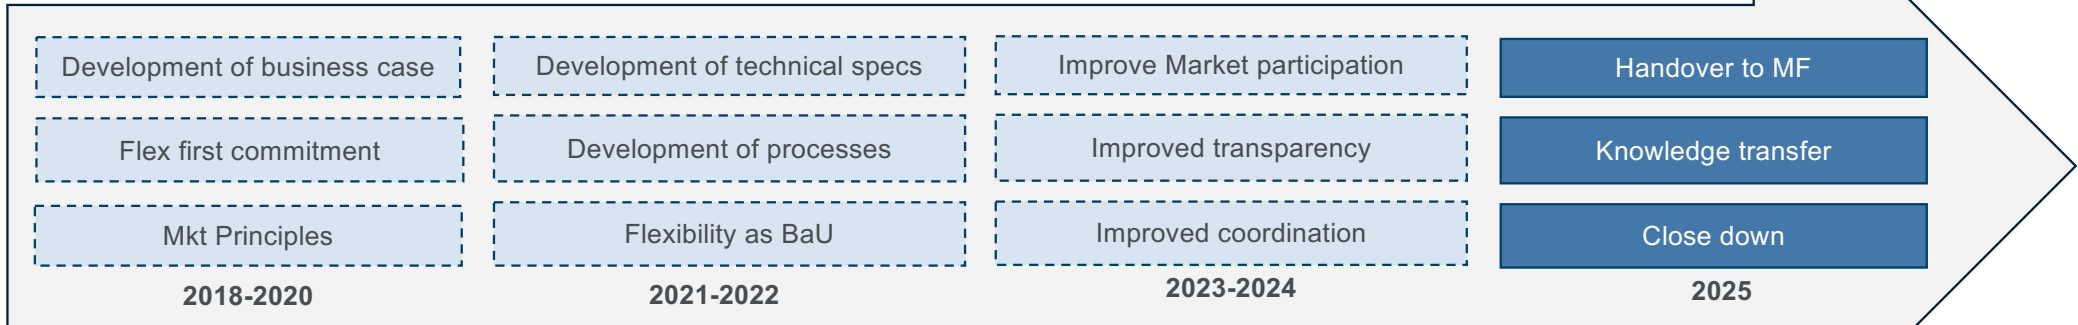 Development of business case
Flex first commitment
Mkt Principles
2018-2020
Development of technical specs
Development of processes
Flexibility as BaU
2021-2022
Improve Market participation
Improved transparency
Improved coordination
2023-2024
Handover to MF
Knowledge transfer
Close down
2025